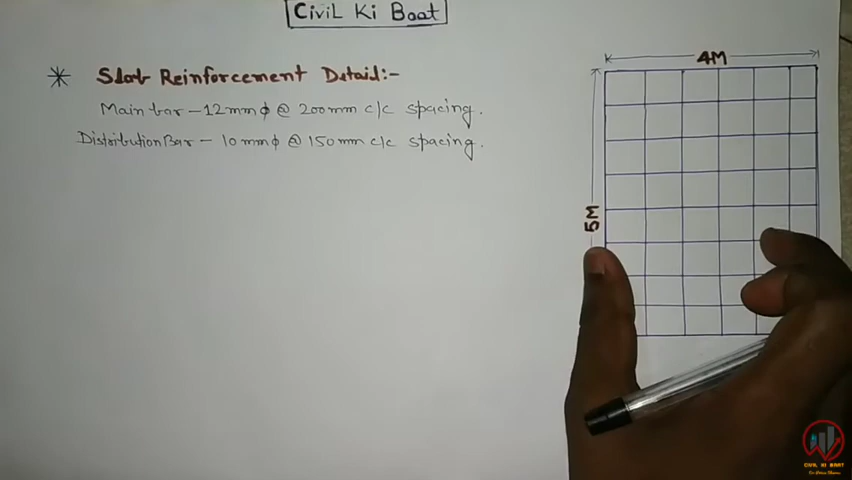 Civil Ki Baat
Slab Reinforcement Detail:-
Main bar - 12mm ϕ @ 200mm c/c spacing.
Distribution Bar - 10mmϕ @ 150mm c/c spacing.
4M
5M
CIVIL KI BAAT